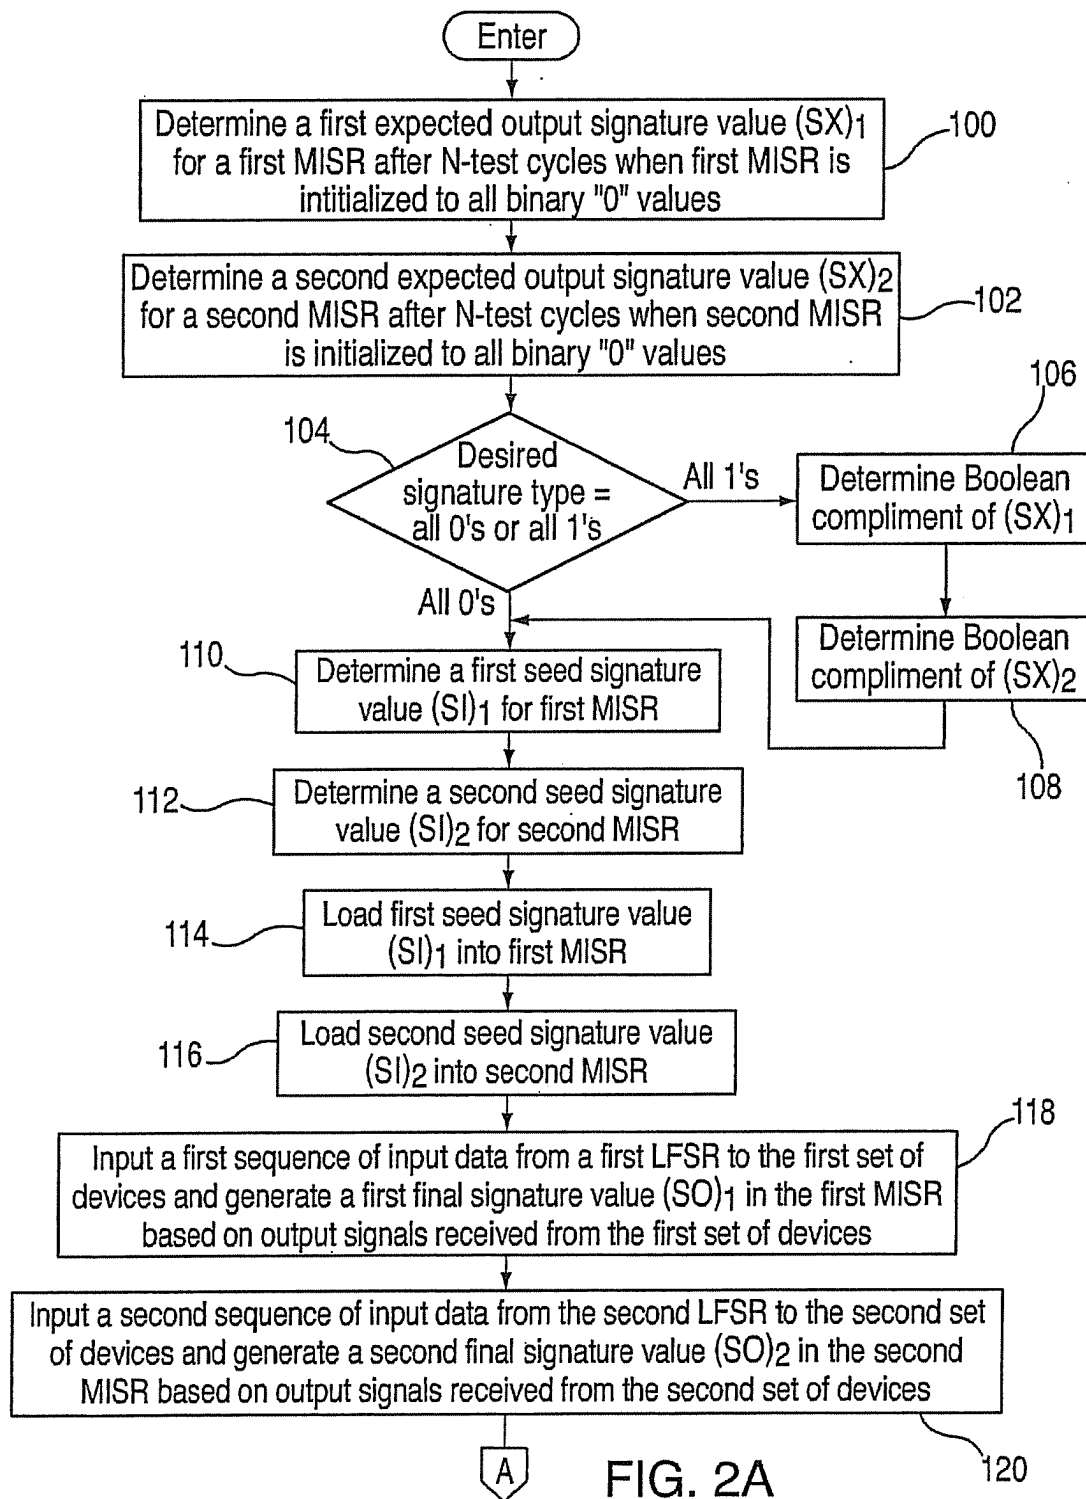 Enter
Determine a first expected output signature value (SX)1
for a first MISR after N-test cycles when first MISR is
intitialized to all binary "0" values
100
Determine a second expected output signature value (SX)2
for a second MISR after N-test cycles when second MISR
is initialized to all binary "0" values
102
104
Desired
signature type =
all 0's or all 1's
All 1's
106
Determine Boolean
compliment of (SX)1
All 0's
Determine Boolean
compliment of (SX)2
108
110
Determine a first seed signature
value (SI)1 for first MISR
112
Determine a second seed signature
value (SI)2 for second MISR
114
Load first seed signature value
(SI)1 into first MISR
116
Load second seed signature value
(SI)2 into second MISR
118
Input a first sequence of input data from a first LFSR to the first set of
devices and generate a first final signature value (SO)1 in the first MISR
based on output signals received from the first set of devices
Input a second sequence of input data from the second LFSR to the second set
of devices and generate a second final signature value (SO)2 in the second
MISR based on output signals received from the second set of devices
120
A
FIG. 2A